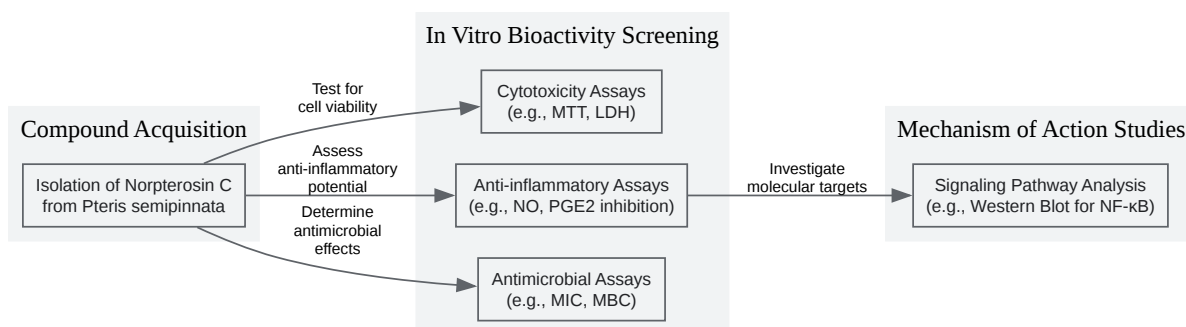 Compound Acquisition
Isolation of Norpterosin C
from Pteris semipinnata
Test for
cell viability
Assess
anti-inflammatory
potential
Determine
antimicrobial
effects
In Vitro Bioactivity Screening
Cytotoxicity Assays
(e.g., MTT, LDH)
Anti-inflammatory Assays
(e.g., NO, PGE2 inhibition)
Antimicrobial Assays
(e.g., MIC, MBC)
Investigate
molecular targets
Mechanism of Action Studies
Signaling Pathway Analysis
(e.g., Western Blot for NF-κB)